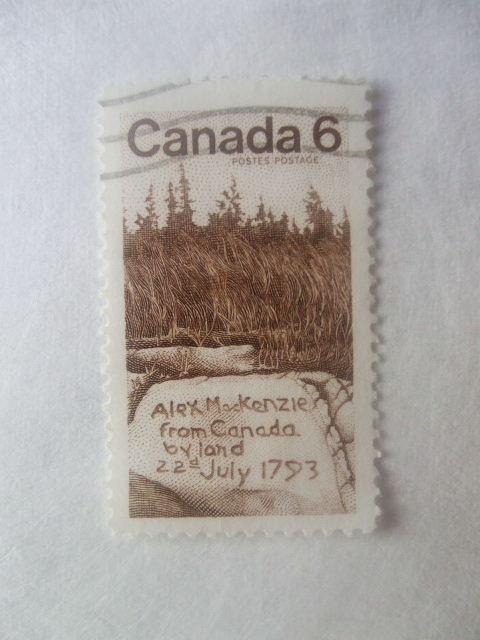 Canada 6
POSTES POSTAGE
Alex MacKenzie
from Canada
by land
22d July 1793